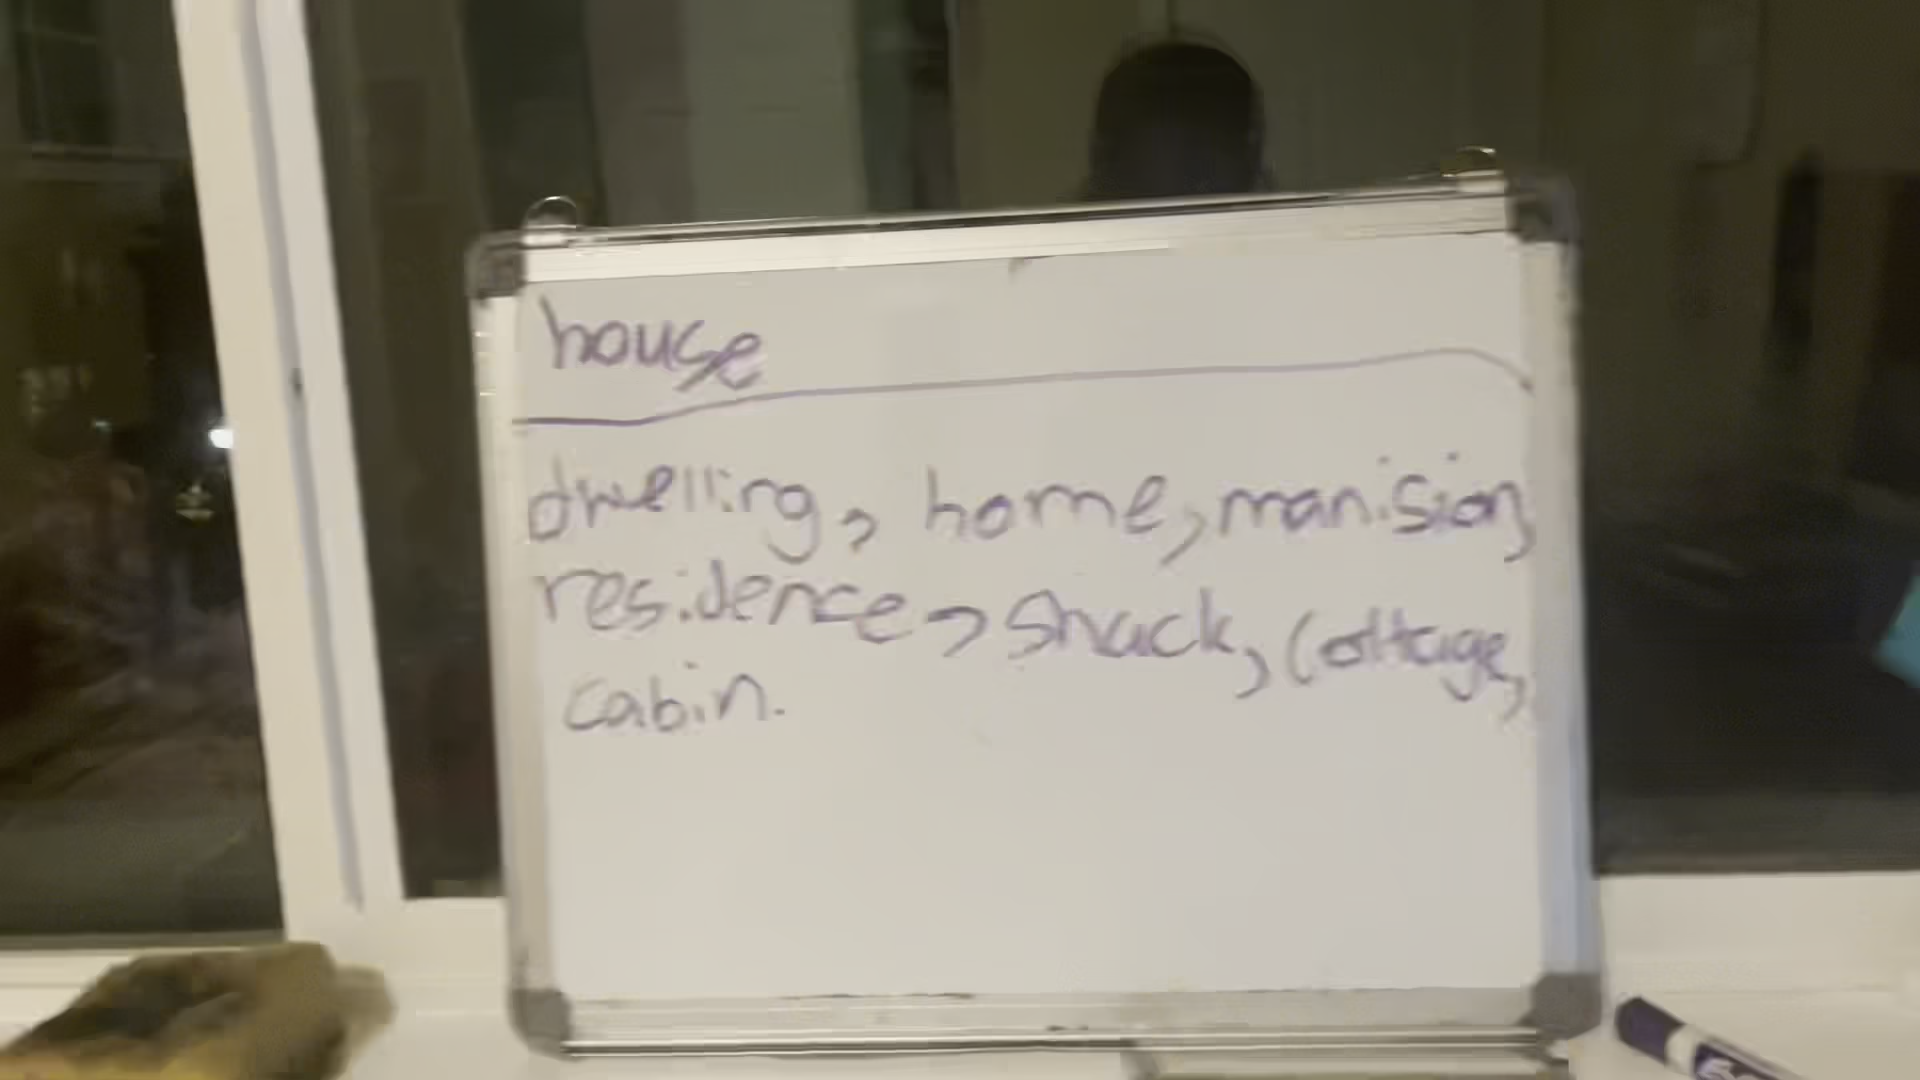 house
dwelling, home, manision,
residence, shack, cottage,
cabin.